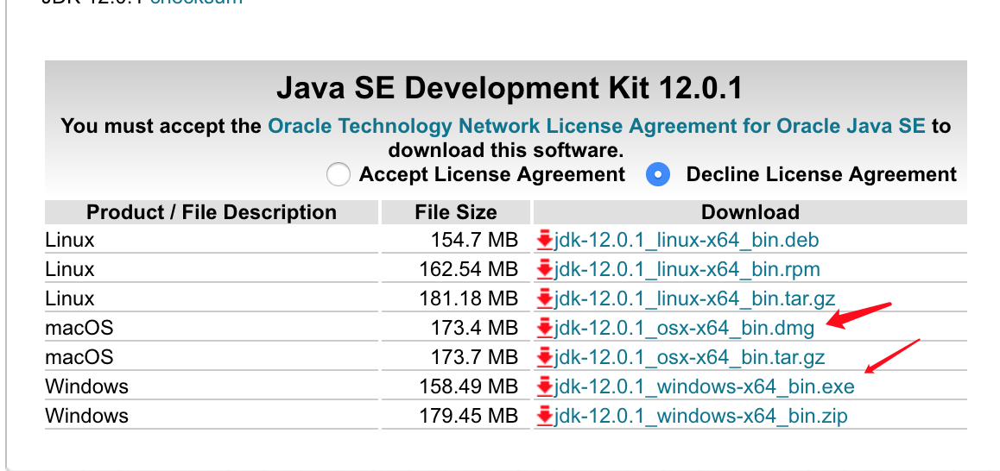 JDK 12.0.1 checksum
Java SE Development Kit 12.0.1
You must accept the Oracle Technology Network License Agreement for Oracle Java SE to
download this software.
Accept License Agreement Decline License Agreement
Product / File Description File Size Download
Linux 154.7 MB jdk-12.0.1_linux-x64_bin.deb
Linux 162.54 MB jdk-12.0.1_linux-x64_bin.rpm
Linux 181.18 MB jdk-12.0.1_linux-x64_bin.tar.gz
macOS 173.4 MB jdk-12.0.1_osx-x64_bin.dmg
macOS 173.7 MB jdk-12.0.1_osx-x64_bin.tar.gz
Windows 158.49 MB jdk-12.0.1_windows-x64_bin.exe
Windows 179.45 MB jdk-12.0.1_windows-x64_bin.zip